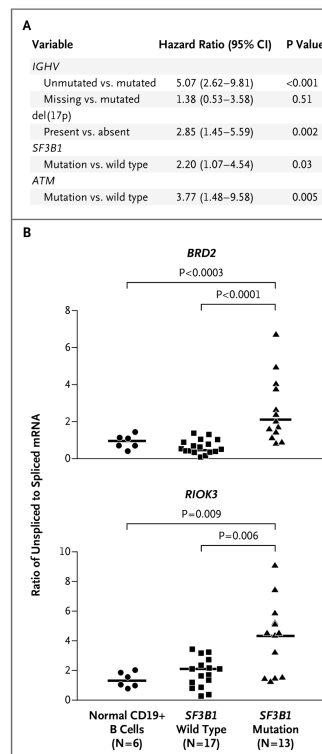 A
Variable Hazard Ratio (95% CI) P Value
IGHV
Unmutated vs. mutated 5.07 (2.62–9.81) <0.001
Missing vs. mutated 1.38 (0.53–3.58) 0.51
del(17p)
Present vs. absent 2.85 (1.45–5.59) 0.002
SF3B1
Mutation vs. wild type 2.20 (1.07–4.54) 0.03
ATM
Mutation vs. wild type 3.77 (1.48–9.58) 0.005
B
BRD2
P<0.0003
P<0.0001
8
6
4
2
0
Ratio of Unspliced to Spliced mRNA
RIOK3
P=0.009
P=0.006
10
8
6
4
2
0
Normal CD19+ SF3B1 SF3B1
B Cells Wild Type Mutation
(N=6) (N=17) (N=13)